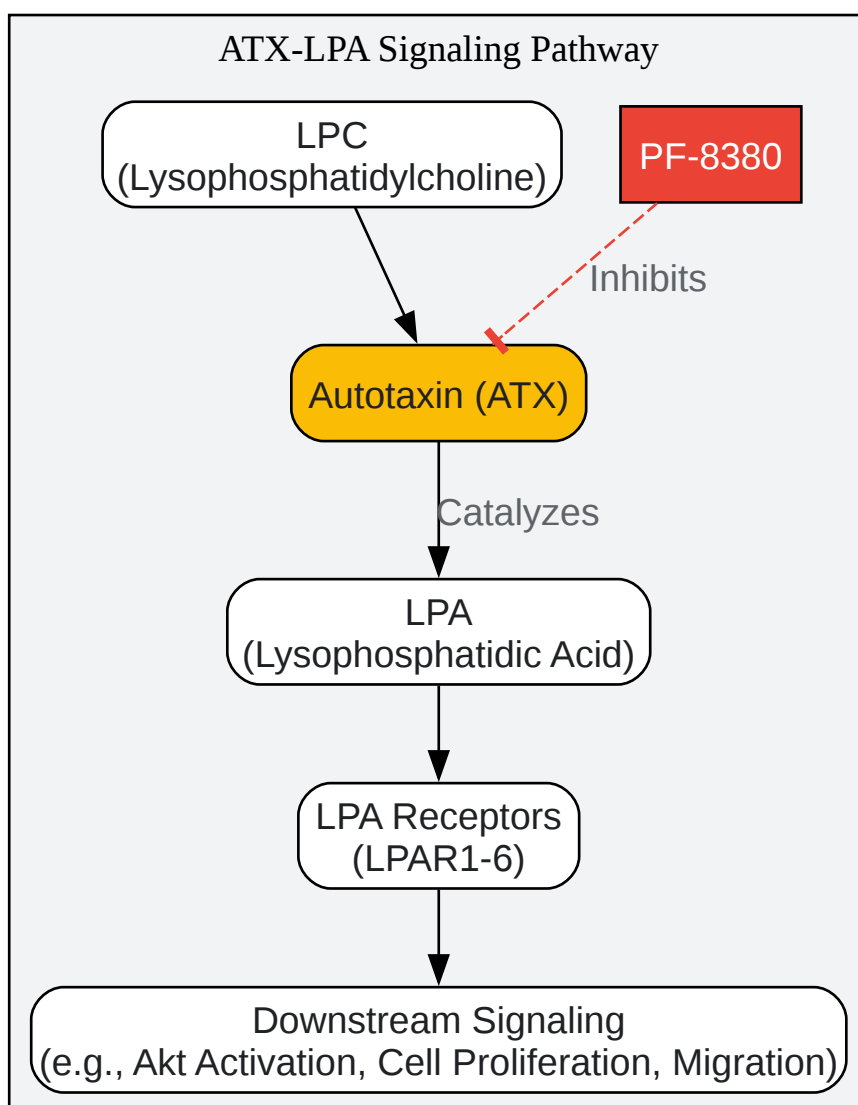 ATX-LPA Signaling Pathway
LPC
(Lysophosphatidylcholine)
PF-8380
Inhibits
Autotaxin (ATX)
Catalyzes
LPA
(Lysophosphatidic Acid)
LPA Receptors
(LPAR1-6)
Downstream Signaling
(e.g., Akt Activation, Cell Proliferation, Migration)